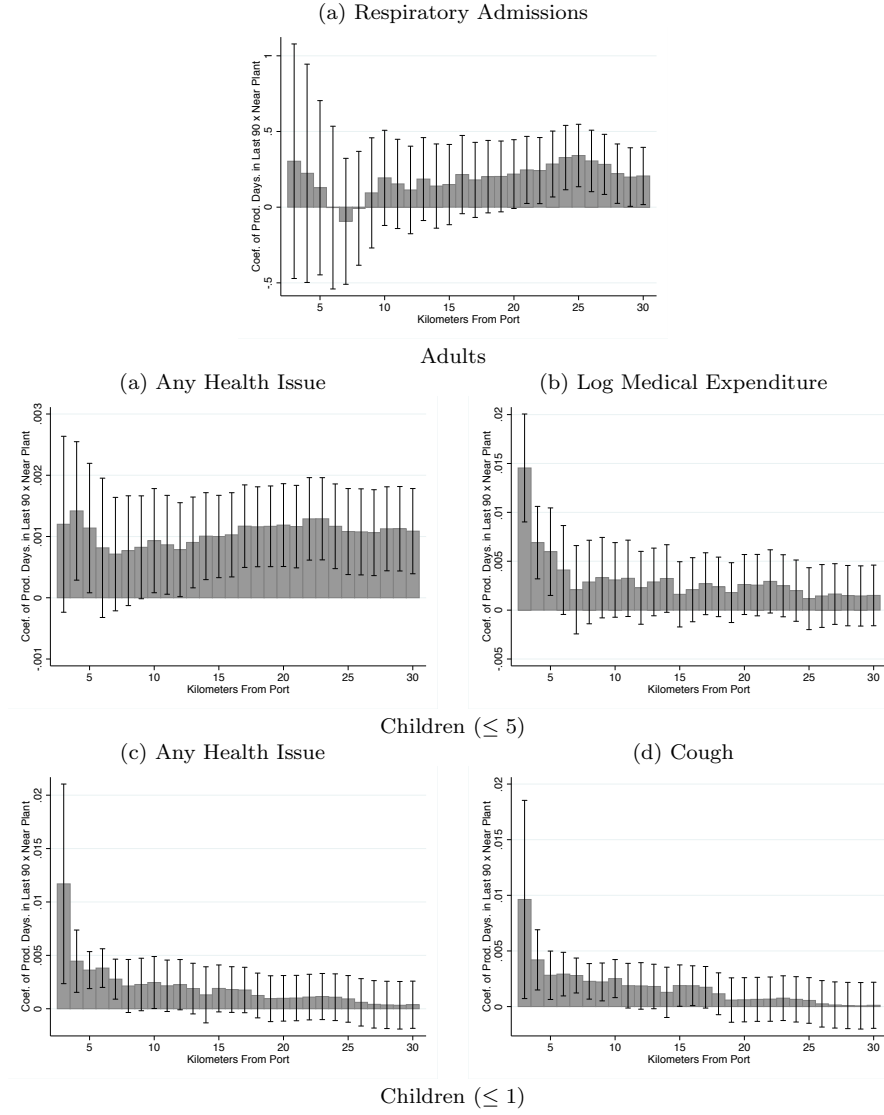 (a) Respiratory Admissions
Coef. of Prod. Days. in Last 90 x Near Plant
1
.5
0
-.5
5 10 15 20 25 30
Kilometers From Port
Adults
(a) Any Health Issue
(b) Log Medical Expenditure
Coef. of Prod. Days. in Last 90 x Near Plant
.003
.002
.001
0
-.001
5 10 15 20 25 30
Kilometers From Port
Coef. of Prod. Days. in Last 90 x Near Plant
.02
.015
.01
.005
0
-.005
5 10 15 20 25 30
Kilometers From Port
Children (≤ 5)
(c) Any Health Issue
(d) Cough
Coef. of Prod. Days. in Last 90 x Near Plant
.02
.015
.01
.005
0
5 10 15 20 25 30
Kilometers From Port
Coef. of Prod. Days. in Last 90 x Near Plant
.02
.015
.01
.005
0
5 10 15 20 25 30
Kilometers From Port
Children (≤ 1)